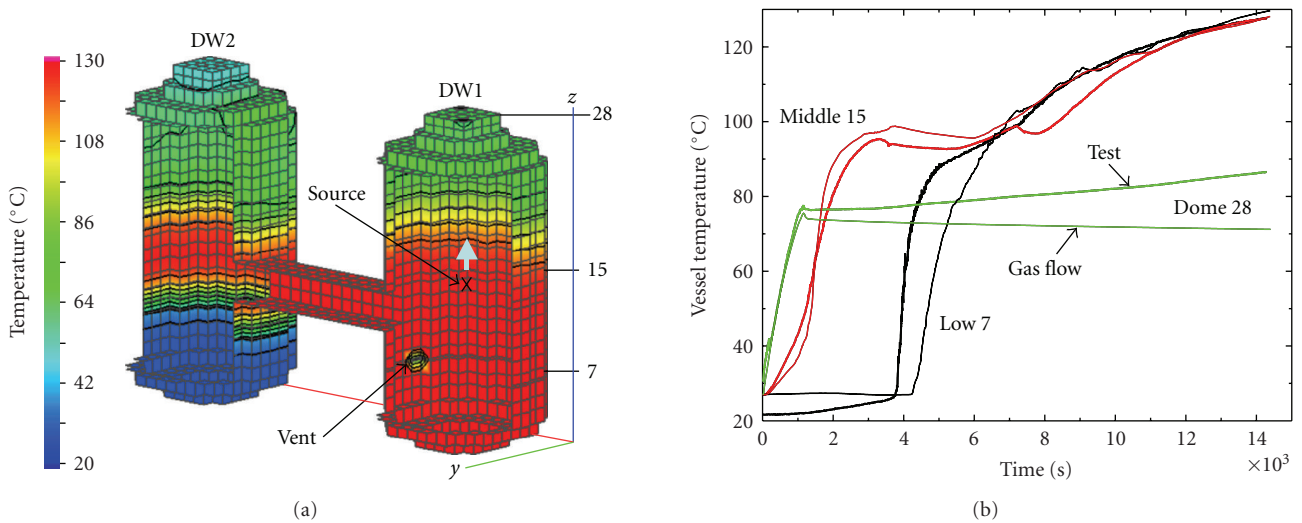 DW2
DW1
z
28
Source
15
7
Vent
y
Temperature (°C)
130
108
86
64
42
20
X
(a)
Vessel temperature (°C)
120
100
80
60
40
20
Middle 15
Test
Dome 28
Gas flow
Low 7
0 2 4 6 8 10 12 14
×10³
Time (s)
(b)